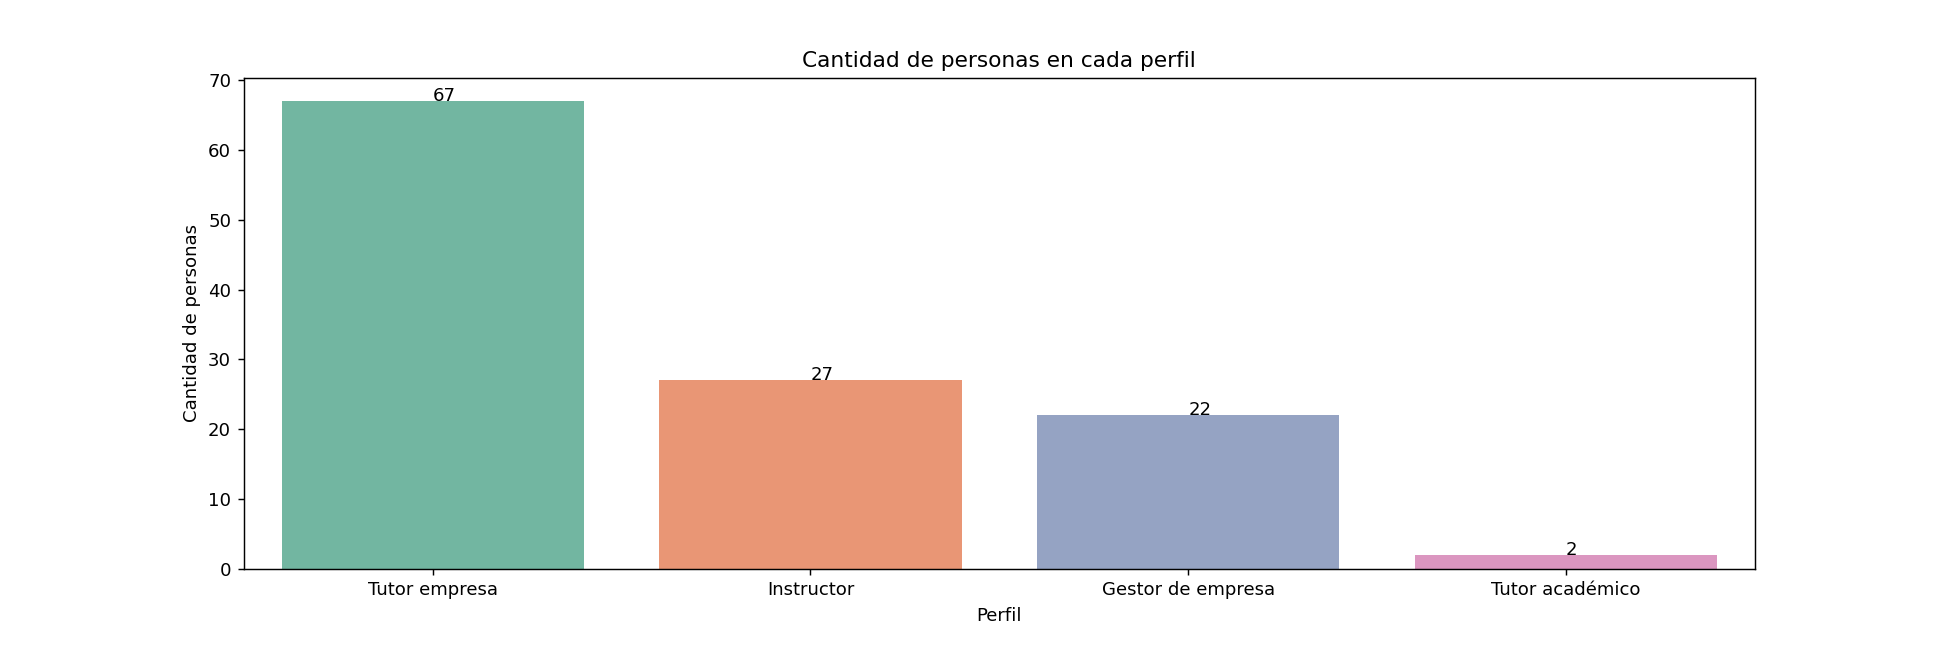 Cantidad de personas en cada perfil
Cantidad de personas
70
60
50
40
30
20
10
0
67
27
22
2
Tutor empresa
Instructor
Gestor de empresa
Tutor académico
Perfil